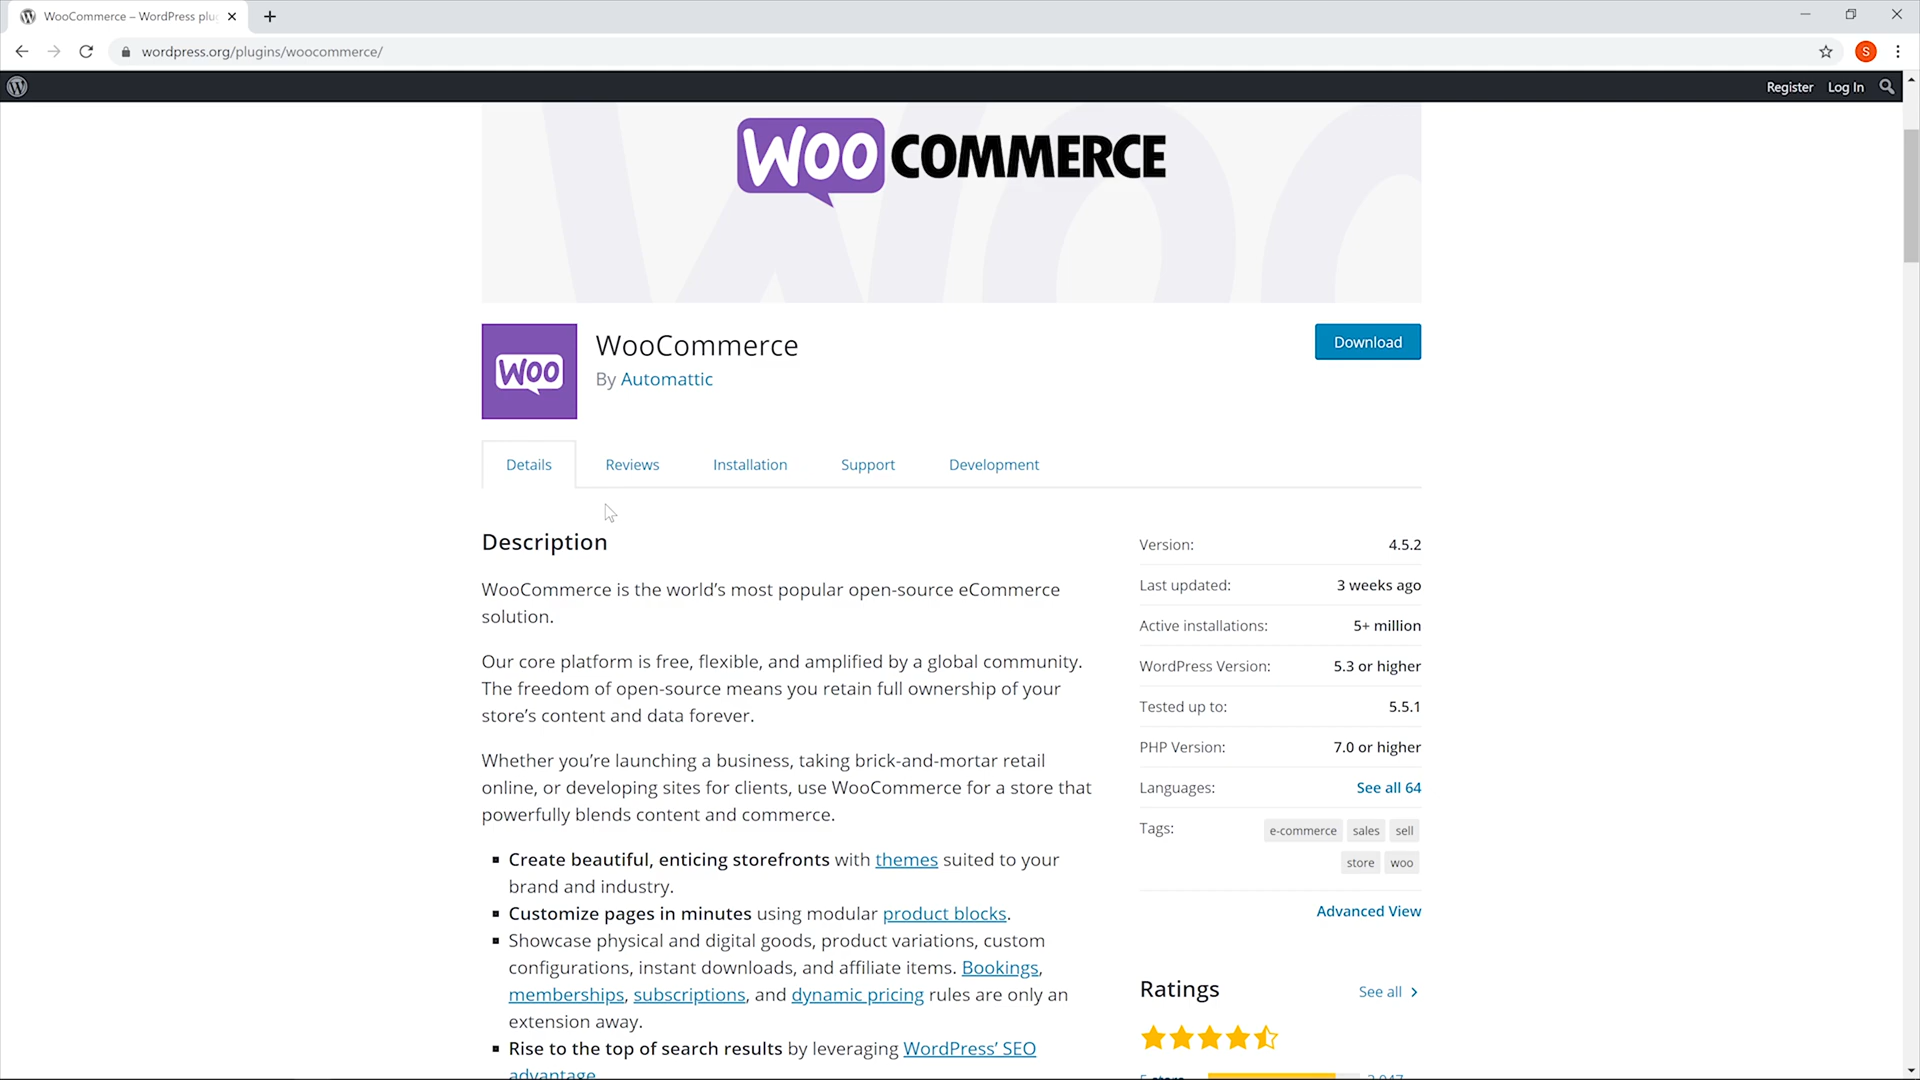 WooCommerce – WordPress plu
wordpress.org/plugins/woocommerce/
S
Register Log In
WOO COMMERCE
WOO
WooCommerce
By Automattic
Download
Details Reviews Installation Support Development
Description
WooCommerce is the world’s most popular open-source eCommerce
solution.
Our core platform is free, flexible, and amplified by a global community.
The freedom of open-source means you retain full ownership of your
store’s content and data forever.
Whether you’re launching a business, taking brick-and-mortar retail
online, or developing sites for clients, use WooCommerce for a store that
powerfully blends content and commerce.
Create beautiful, enticing storefronts with themes suited to your
brand and industry.
Customize pages in minutes using modular product blocks.
Showcase physical and digital goods, product variations, custom
configurations, instant downloads, and affiliate items. Bookings,
memberships, subscriptions, and dynamic pricing rules are only an
extension away.
Rise to the top of search results by leveraging WordPress’ SEO
advantage.
Version: 4.5.2
Last updated: 3 weeks ago
Active installations: 5+ million
WordPress Version: 5.3 or higher
Tested up to: 5.5.1
PHP Version: 7.0 or higher
Languages: See all 64
Tags: e-commerce sales sell
store woo
Advanced View
Ratings See all